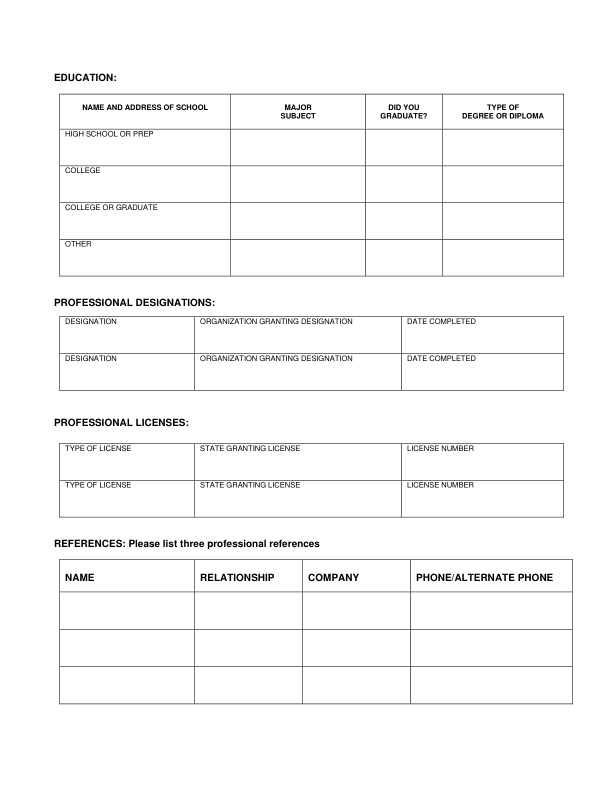 EDUCATION:
NAME AND ADDRESS OF SCHOOL
MAJOR
SUBJECT
DID YOU
GRADUATE?
TYPE OF
DEGREE OR DIPLOMA
HIGH SCHOOL OR PREP
COLLEGE
COLLEGE OR GRADUATE
OTHER
PROFESSIONAL DESIGNATIONS:
DESIGNATION
ORGANIZATION GRANTING DESIGNATION
DATE COMPLETED
DESIGNATION
ORGANIZATION GRANTING DESIGNATION
DATE COMPLETED
PROFESSIONAL LICENSES:
TYPE OF LICENSE
STATE GRANTING LICENSE
LICENSE NUMBER
TYPE OF LICENSE
STATE GRANTING LICENSE
LICENSE NUMBER
REFERENCES: Please list three professional references
NAME
RELATIONSHIP
COMPANY
PHONE/ALTERNATE PHONE